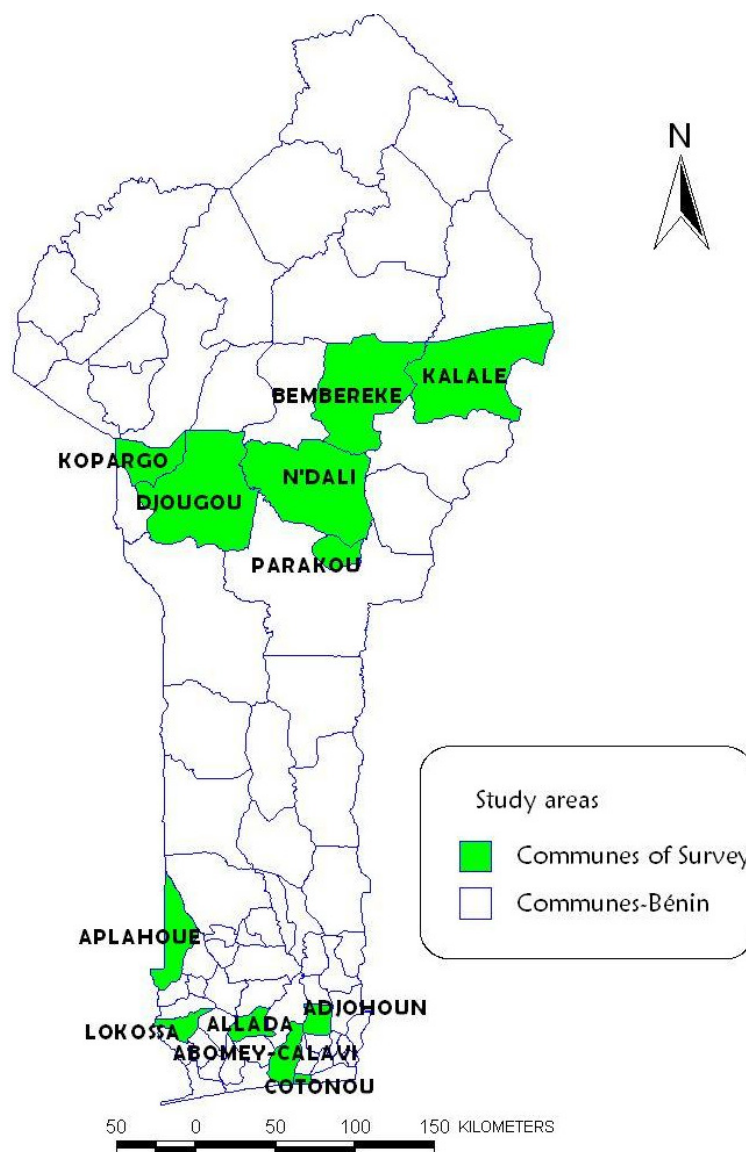 N
KALALE
BEMBEREKE
KOPARGO
N'DALI
DJOUGOU
PARAKOU
Study areas
Communes of Survey
Communes-Bénin
APLAHOUE
ADJOHOUN
ALLADA
LOKOSSA
ABOMEY-CALAVI
COTONOU
50 0 50 100 150 KILOMETERS